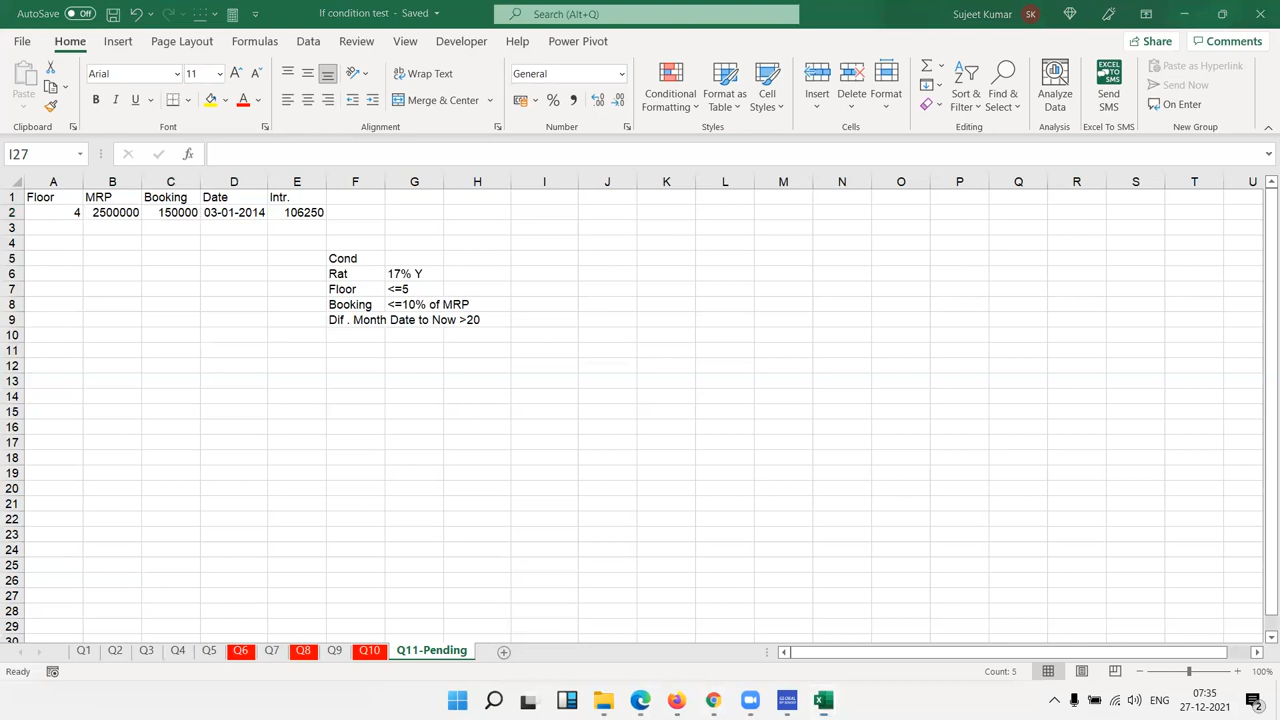 AutoSave Off If condition test - Saved Search (Alt+Q) Sujeet Kumar SK
File Home Insert Page Layout Formulas Data Review View Developer Help Power Pivot Share Comments
Paste Arial 11 Wrap Text General Conditional Formatting Format as Table Cell Styles Insert Delete Format Sort & Filter Find & Select Analyze Data Send SMS Paste as Hyperlink
B I U A Merge & Center % Send Now
On Enter
Clipboard Font Alignment Number Styles Cells Editing Analysis Excel To SMS New Group
I27 fx
A B C D E F G H I J K L M N O P Q R S T U
1 Floor MRP Booking Date Intr.
2 4 2500000 150000 03-01-2014 106250
3
4
5 Cond
6 Rat 17% Y
7 Floor <=5
8 Booking <=10% of MRP
9 Dif . Month Date to Now >20
10
11
12
13
14
15
16
17
18
19
20
21
22
23
24
25
26
27
28
29
30
Q1 Q2 Q3 Q4 Q5 Q6 Q7 Q8 Q9 Q10 Q11-Pending
Ready Count: 5 100%
ENG 07:35
27-12-2021 2